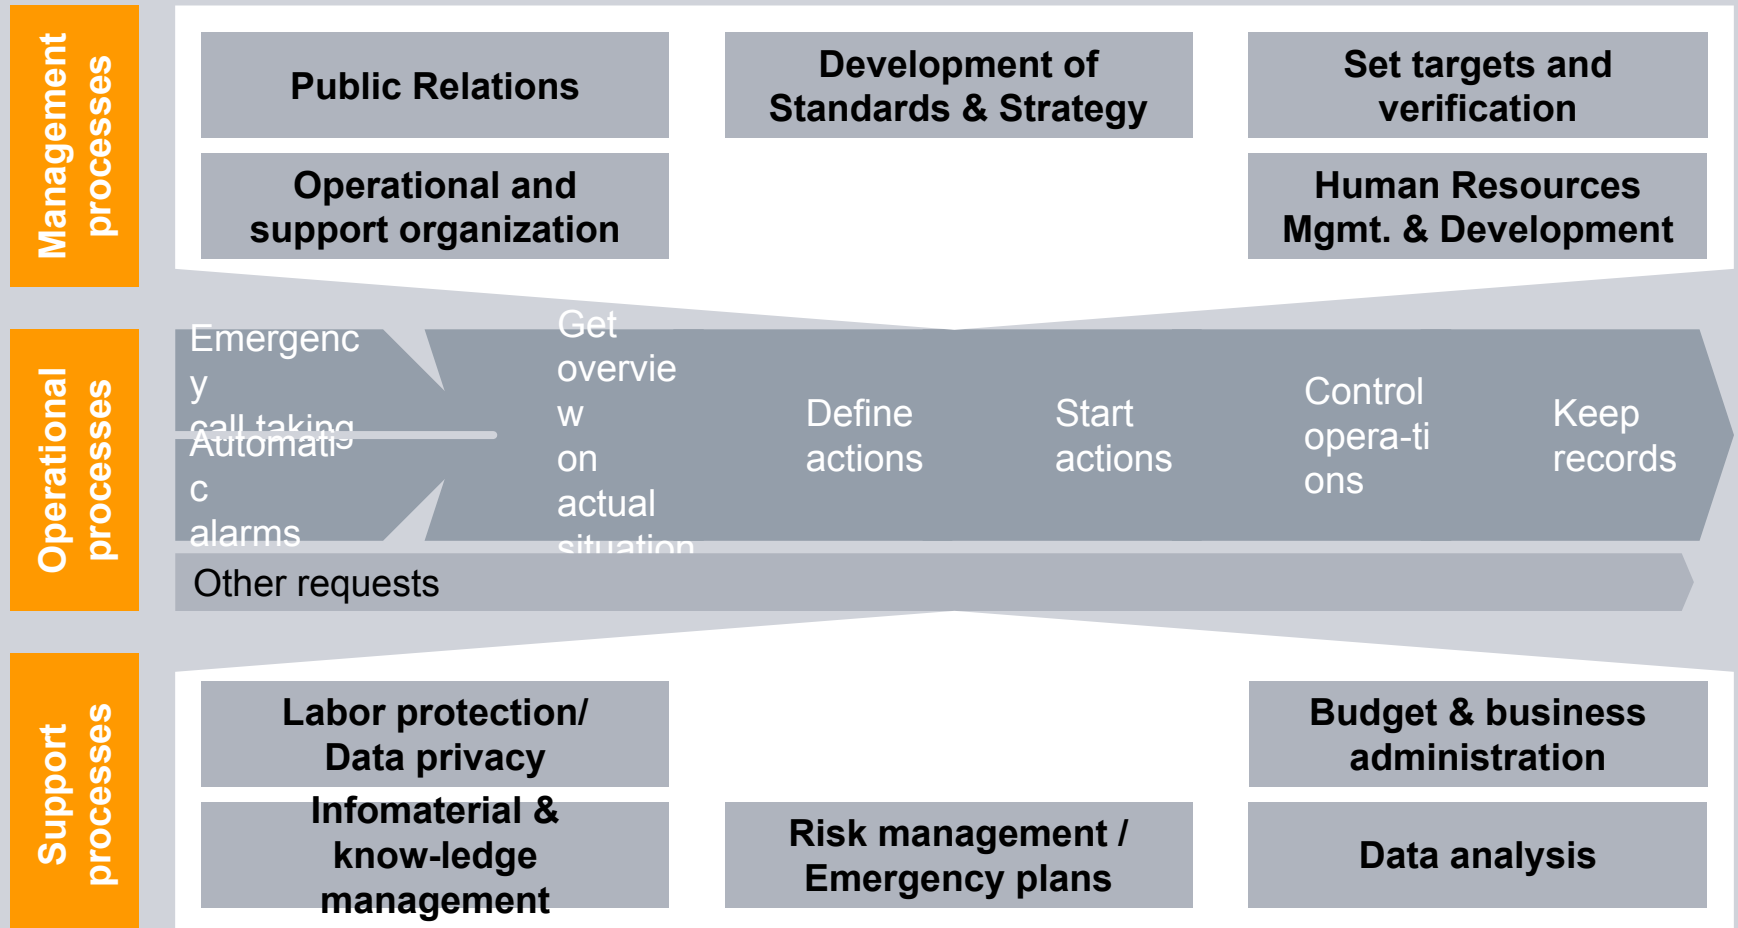 Management
processes
Public Relations
Development of
Standards & Strategy
Set targets and
verification
Operational and
support organization
Human Resources
Mgmt. & Development
Operational
processes
Emergenc
y
call taking
Automati
c
alarms
Get
overvie
w
on
actual
situation
Define
actions
Start
actions
Control
opera-ti
ons
Keep
records
Other requests
Support
processes
Labor protection/
Data privacy
Budget & business
administration
Infomaterial &
know-ledge
management
Risk management /
Emergency plans
Data analysis